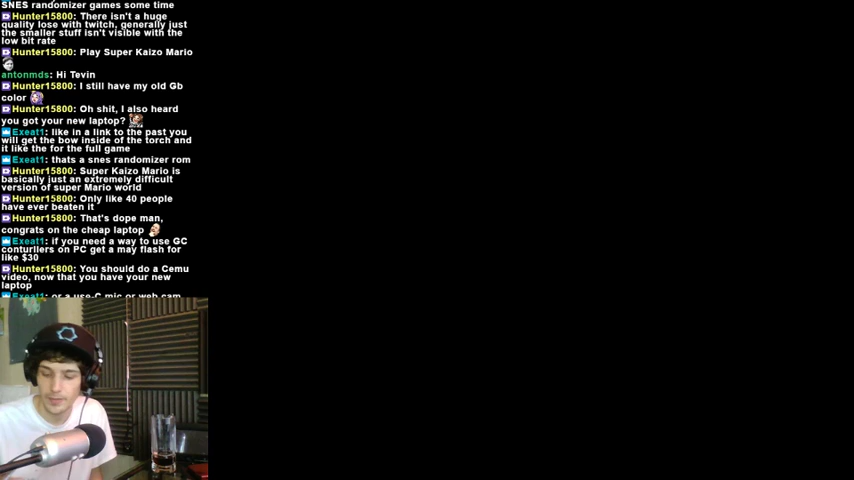 SNES randomizer games some time
Hunter15800: There isn't a huge
quality lose with twitch, generally just
the smaller stuff isn't visible with the
low bit rate
Hunter15800: Play Super Kaizo Mario
antonmds: Hi Tevin
Hunter15800: I still have my old Gb
color
Hunter15800: Oh shit, I also heard
you got your new laptop?
Exeat1: like in a link to the past you
will get the bow inside of the torch and
it like the for the full game
Exeat1: thats a snes randomizer rom
Hunter15800: Super Kaizo Mario is
basically just an extremely difficult
version of super Mario world
Hunter15800: Only like 40 people
have ever beaten it
Hunter15800: That's dope man,
congrats on the cheap laptop
Exeat1: if you need a way to use GC
conturllers on PC get a may flash for
like $30
Hunter15800: You should do a Cemu
video, now that you have your new
laptop
Exeat1: or a use-C mic or web cam